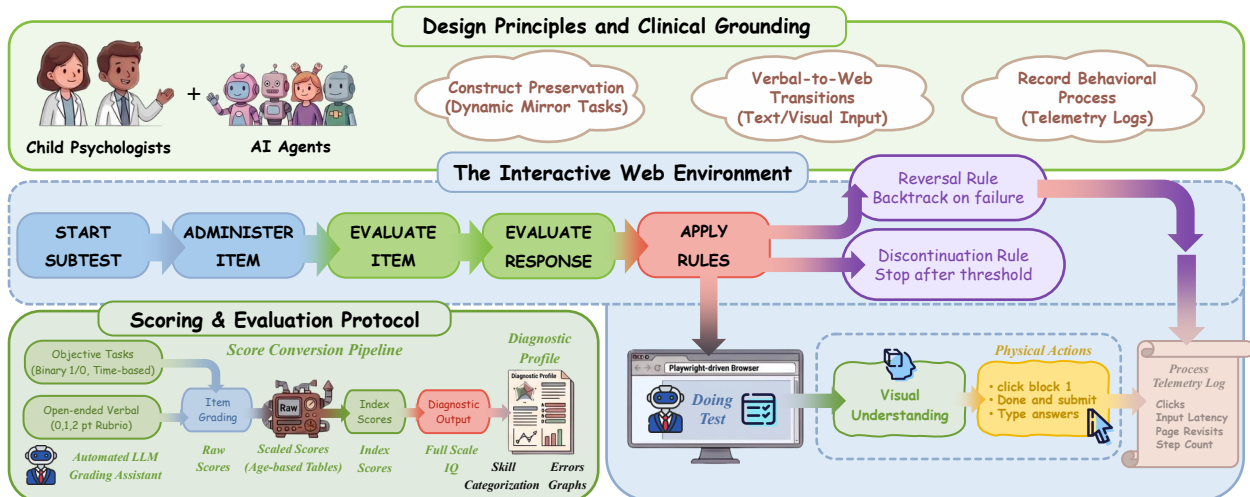 Design Principles and Clinical Grounding
Child Psychologists
+
AI Agents
Construct Preservation
(Dynamic Mirror Tasks)
Verbal-to-Web
Transitions
(Text/Visual Input)
Record Behavioral
Process
(Telemetry Logs)
The Interactive Web Environment
START
SUBTEST
ADMINISTER
ITEM
EVALUATE
ITEM
EVALUATE
RESPONSE
APPLY
RULES
Reversal Rule
Backtrack on failure
Discontinuation Rule
Stop after threshold
Scoring & Evaluation Protocol
Objective Tasks
(Binary 1/0, Time-based)
Open-ended Verbal
(0,1,2 pt Rubrio)
Automated LLM
Grading Assistant
Score Conversion Pipeline
Item
Grading
Raw
Scores
Raw
Scaled Scores
(Age-based Tables)
Index
Scores
Index
Scores
Diagnostic
Output
Full Scale
IQ
Diagnostic
Profile
Diagnostic Profile
Skill
Categorization
Errors
Graphs
Playwright-driven Browser
Doing
Test
Visual
Understanding
Physical Actions
• click block 1
• Done and submit
• Type answers
Process
Telemetry Log
Clicks
Input Latency
Page Revisits
Step Count